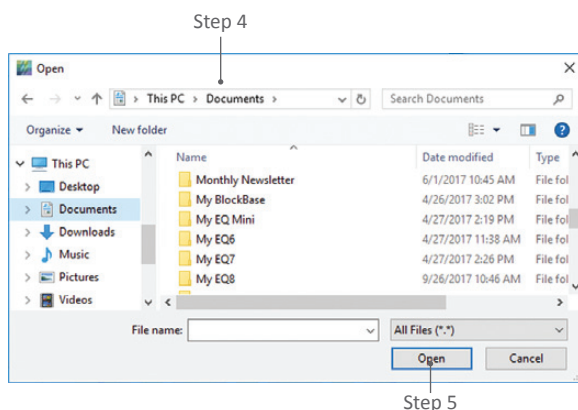 Step 4
Open
This PC > Documents >
Search Documents
Organize
New folder
Name
Date modified
Type
This PC
Desktop
Documents
Downloads
Music
Pictures
Videos
Monthly Newsletter 6/1/2017 10:45 AM File fol
My BlockBase 4/26/2017 3:02 PM File fol
My EQ Mini 4/27/2017 2:19 PM File fol
My EQ6 4/27/2017 11:38 AM File fol
My EQ7 4/27/2017 2:26 PM File fol
My EQ8 9/26/2017 10:46 AM File fol
File name:
All Files (*.*)
Open
Cancel
Step 5